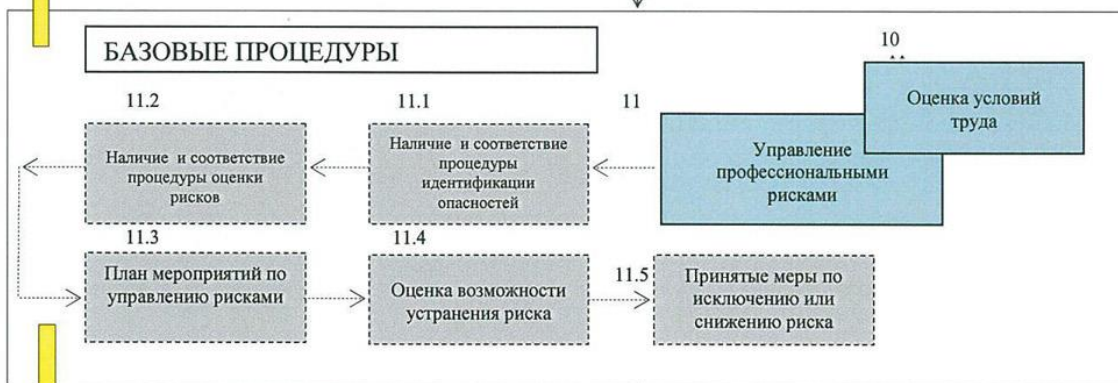 БАЗОВЫЕ ПРОЦЕДУРЫ
10
Оценка условий
труда
11
Управление
профессиональными
рисками
11.1
Наличие и соответствие
процедуры
идентификации
опасностей
11.2
Наличие и соответствие
процедуры оценки
рисков
11.3
План мероприятий по
управлению рисками
11.4
Оценка возможности
устранения риска
11.5
Принятые меры по
исключению или
снижению риска